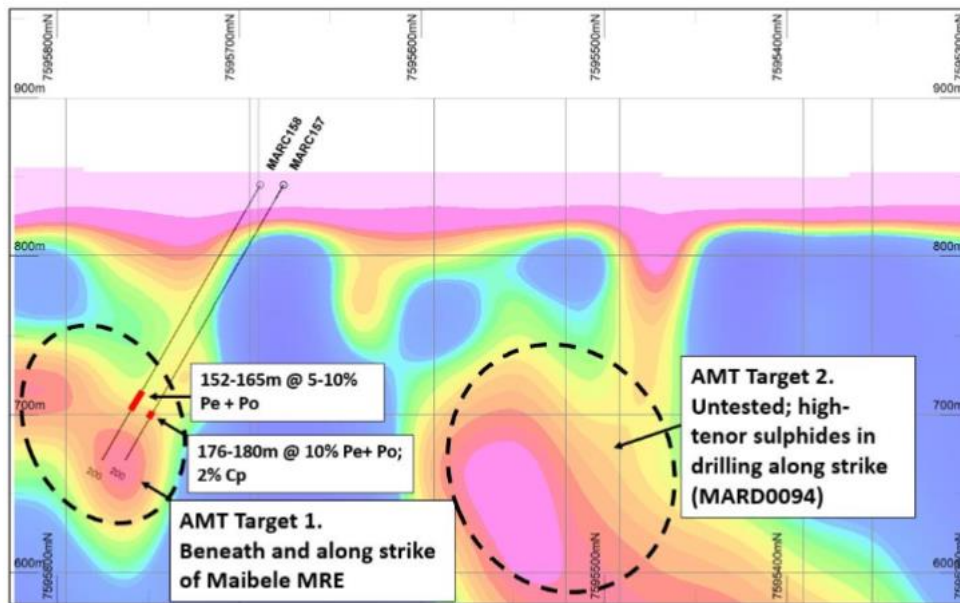 7595800mN
7595700mN
7595600mN
7595500mN
7595400mN
7595300mN
900m
900m
MARC158
MARC157
800m
800m
152-165m @ 5-10%
Pe + Po
700m
700m
176-180m @ 10% Pe+ Po;
2% Cp
AMT Target 2.
Untested; high-
tenor sulphides in
drilling along strike
(MARD0094)
200
200
AMT Target 1.
Beneath and along strike
of Maibele MRE
600m
600m
7595800mN
7595500mN
7595400mN